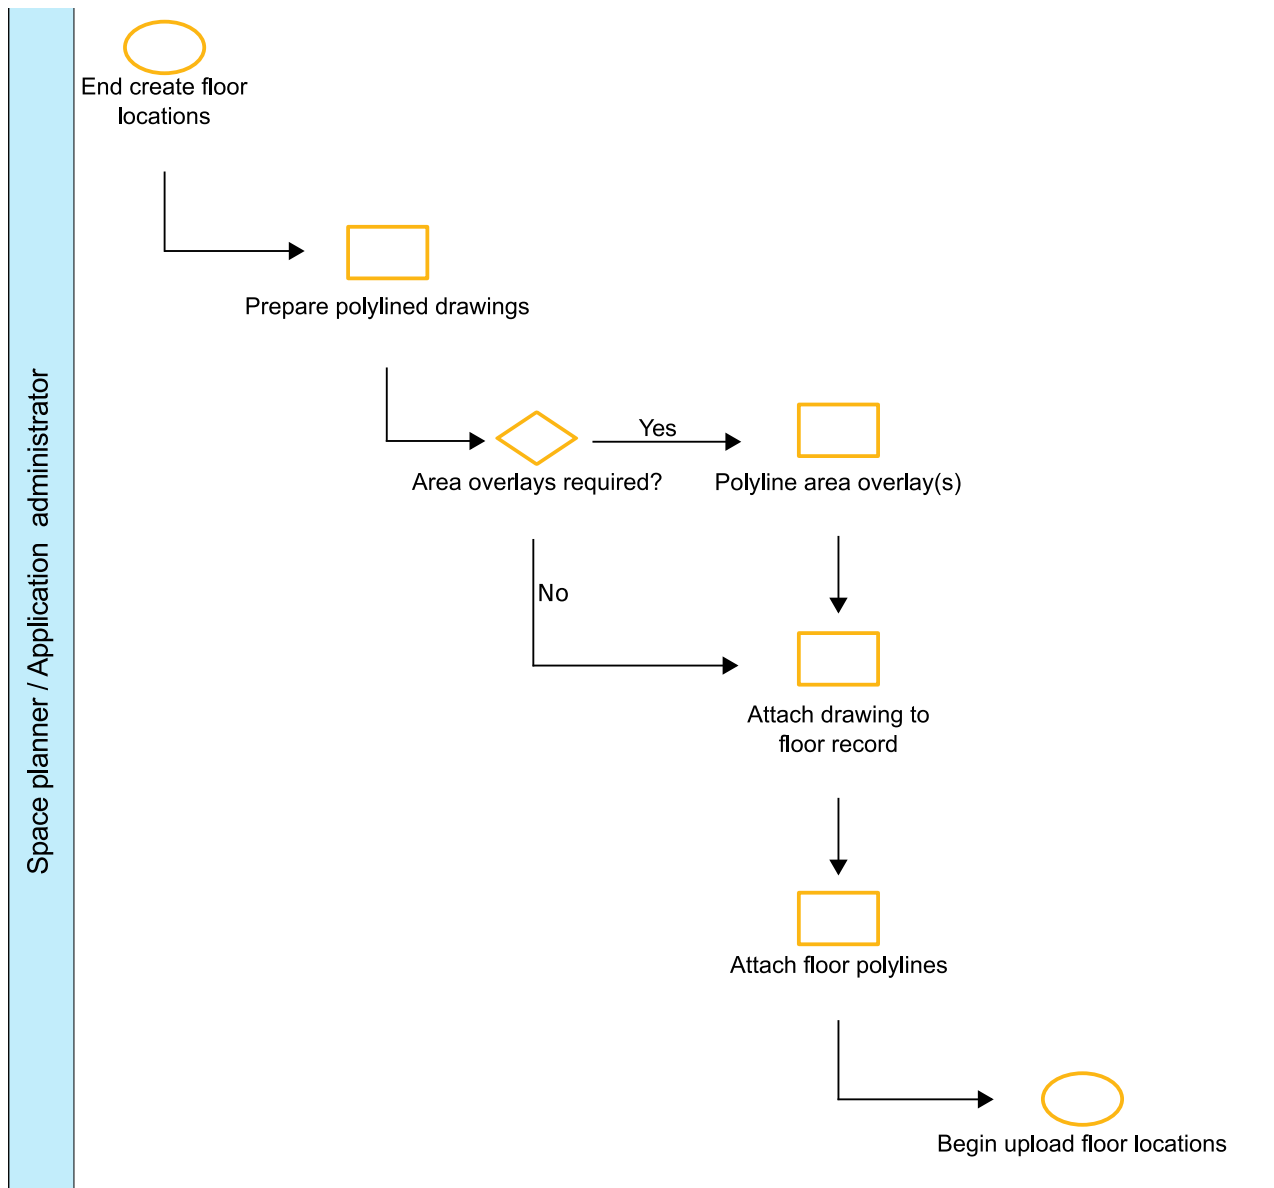 End create floor
locations
Prepare polylined drawings
Yes
Area overlays required?
Polyline area overlay(s)
No
Space planner / Application administrator
Attach drawing to
floor record
Attach floor polylines
Begin upload floor locations